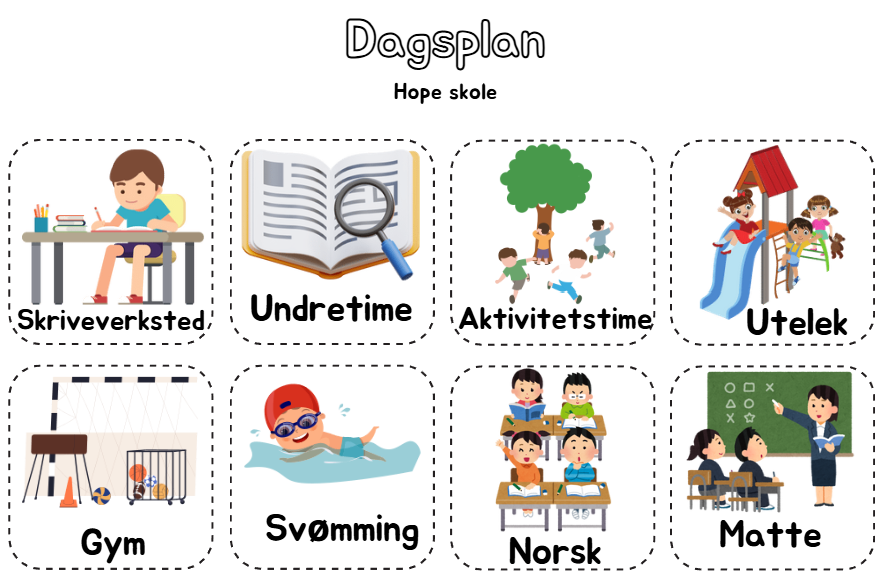 Dagsplan
Hope skole
Skriveverksted
Undretime
Aktivitetstime
Utelek
Gym
Svømming
Norsk
Matte